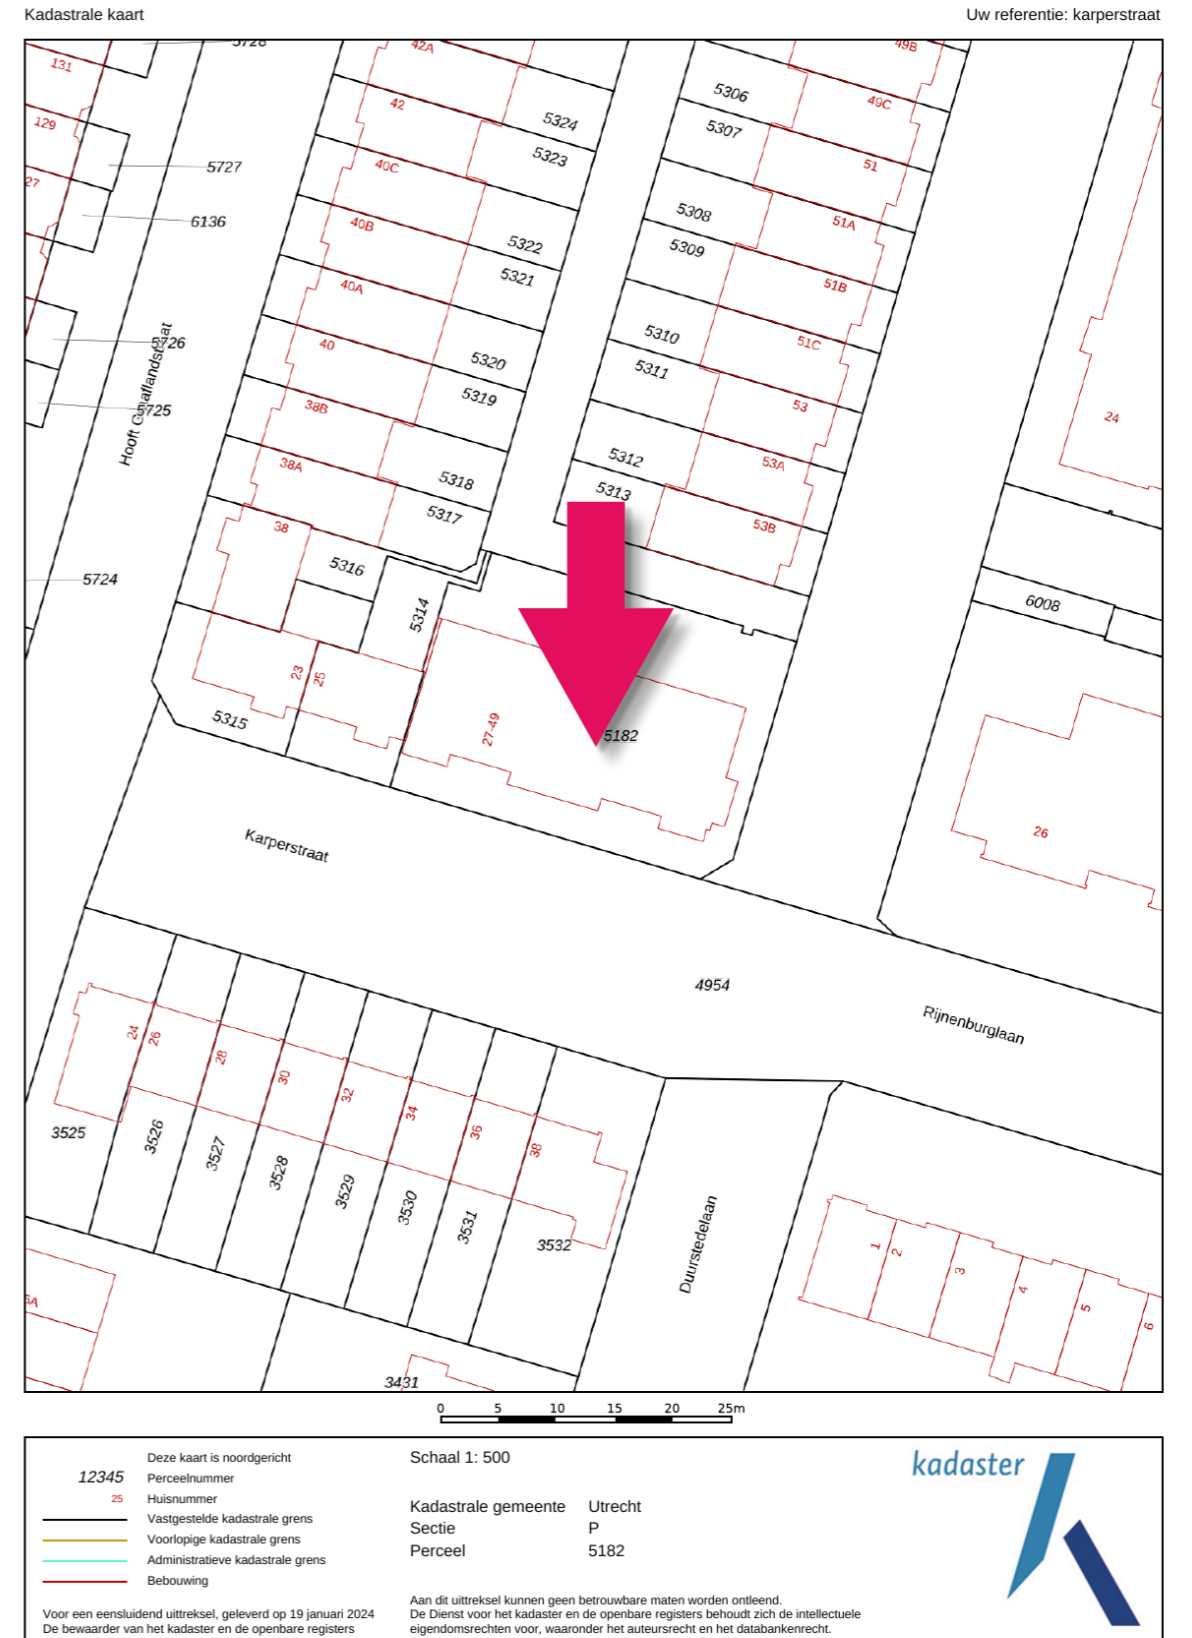 Kadastrale kaart
Uw referentie: karperstraat
5728
42A
49B
131
5306
49C
42
5324
129
5307
5323
5727
40C
51
27
5308
6136
40B
51A
5322
5309
5321
40A
51B
5310
5726
40
51C
5320
5311
5319
38B
53
5725
24
Hooft Graaflandstraat
5312
38A
53A
5318
5313
5317
38
53B
5316
5724
6008
5314
23
25
5315
27-49
5182
26
Karperstraat
4954
Rijnenburglaan
24
26
28
30
32
34
36
38
3525
3526
3527
3528
3529
3530
3531
3532
Duurstedelaan
1
2
3
4
5
6
6A
3431
0 5 10 15 20 25m
Deze kaart is noordgericht
12345 Perceelnummer
25 Huisnummer
Vastgestelde kadastrale grens
Voorlopige kadastrale grens
Administratieve kadastrale grens
Bebouwing
Voor een eensluidend uittreksel, geleverd op 19 januari 2024
De bewaarder van het kadaster en de openbare registers
Schaal 1: 500
Kadastrale gemeente Utrecht
Sectie P
Perceel 5182
Aan dit uittreksel kunnen geen betrouwbare maten worden ontleend.
De Dienst voor het kadaster en de openbare registers behoudt zich de intellectuele
eigendomsrechten voor, waaronder het auteursrecht en het databankenrecht.
kadaster